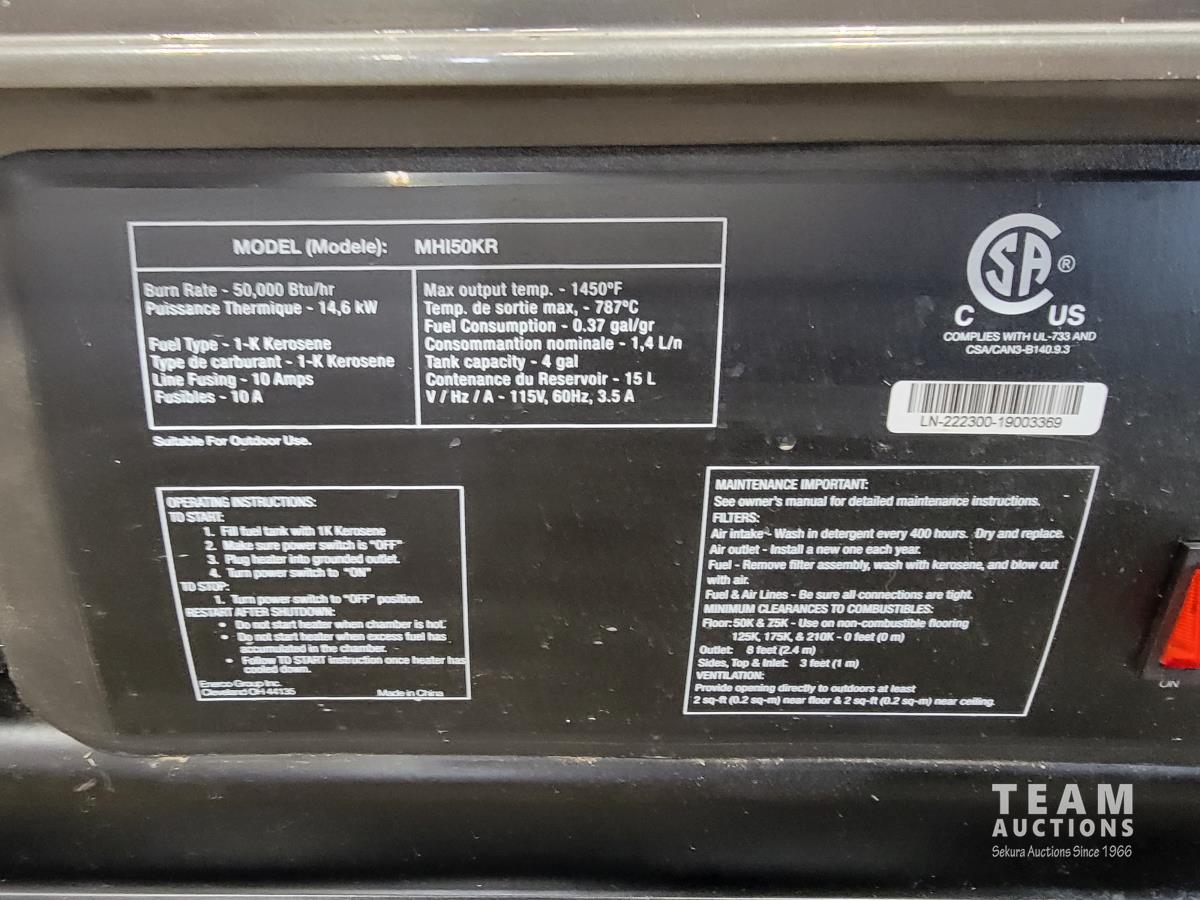 MODEL (Modele): MHI50KR
Burn Rate - 50,000 Btu/hr
Puissance Thermique - 14,6 kW
Fuel Type - 1-K Kerosene
Type de carburant - 1-K Kerosene
Line Fusing - 10 Amps
Fusibles - 10 A
Max output temp. - 1450°F
Temp. de sortie max, - 787°C
Fuel Consumption - 0.37 gal/gr
Consommantion nominale - 1,4 L/n
Tank capacity - 4 gal
Contenance du Reservoir - 15 L
V / Hz / A - 115V, 60Hz, 3.5 A
Suitable For Outdoor Use.
CSA®
C US
COMPLIES WITH UL-733 AND
CSA/CAN3-B140.9.3
LN-222300-19003369
OPERATING INSTRUCTIONS:
TO START:
1. Fill fuel tank with 1K Kerosene
2. Make sure power switch is "OFF"
3. Plug heater into grounded outlet.
4. Turn power switch to "ON"
TO STOP:
1. Turn power switch to "OFF" position.
RESTART AFTER SHUTDOWN:
• Do not start heater when chamber is hot.
• Do not start heater when excess fuel has
accumulated in the chamber.
• Follow TO START instruction once heater has
cooled down.
Enerco Group Inc.
Cleveland OH 44135 Made in China
MAINTENANCE IMPORTANT:
See owner's manual for detailed maintenance instructions.
FILTERS:
Air intake - Wash in detergent every 400 hours. Dry and replace.
Air outlet - Install a new one each year.
Fuel - Remove filter assembly, wash with kerosene, and blow out
with air.
Fuel & Air Lines - Be sure all connections are tight.
MINIMUM CLEARANCES TO COMBUSTIBLES:
Floor: 50K & 75K - Use on non-combustible flooring
125K, 175K, & 210K - 0 feet (0 m)
Outlet: 8 feet (2.4 m)
Sides, Top & Inlet: 3 feet (1 m)
VENTILATION:
Provide opening directly to outdoors at least
2 sq-ft (0.2 sq-m) near floor & 2 sq-ft (0.2 sq-m) near ceiling.
ON
TEAM
AUCTIONS
Sekura Auctions Since 1966